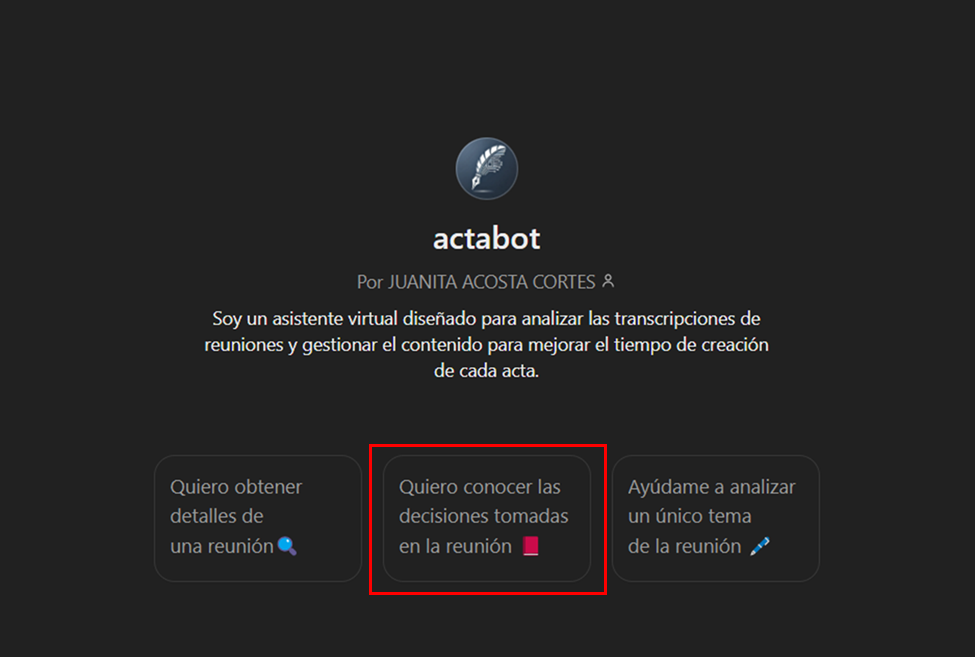 actabot
Por JUANITA ACOSTA CORTES
Soy un asistente virtual diseñado para analizar las transcripciones de
reuniones y gestionar el contenido para mejorar el tiempo de creación
de cada acta.
Quiero obtener
detalles de
una reunión🔍
Quiero conocer las
decisiones tomadas
en la reunión 📕
Ayúdame a analizar
un único tema
de la reunión 🖊️